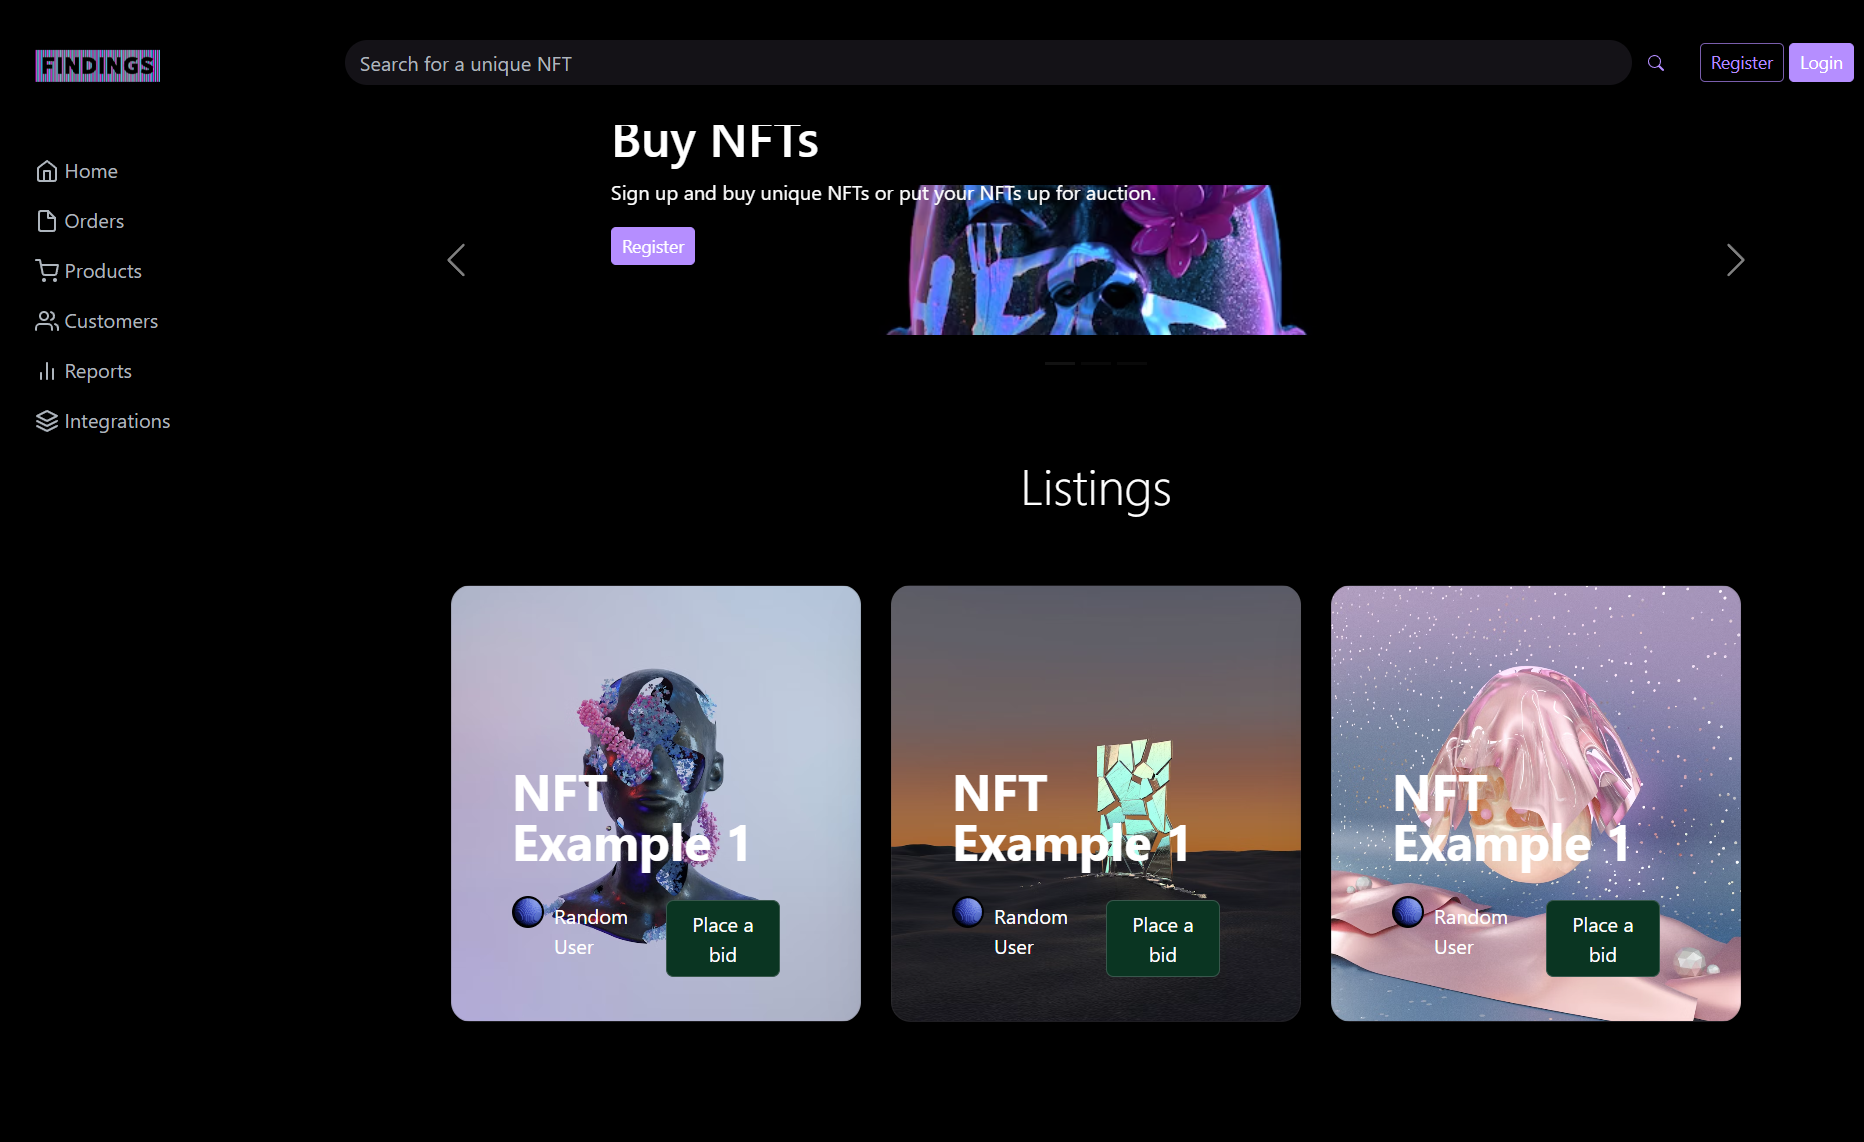 FINDINGS
Search for a unique NFT
Register
Login
Home
Orders
Products
Customers
Reports
Integrations
Buy NFTs
Sign up and buy unique NFTs or put your NFTs up for auction.
Register
Listings
NFT
Example 1
Random
User
Place a
bid
NFT
Example 1
Random
User
Place a
bid
NFT
Example 1
Random
User
Place a
bid